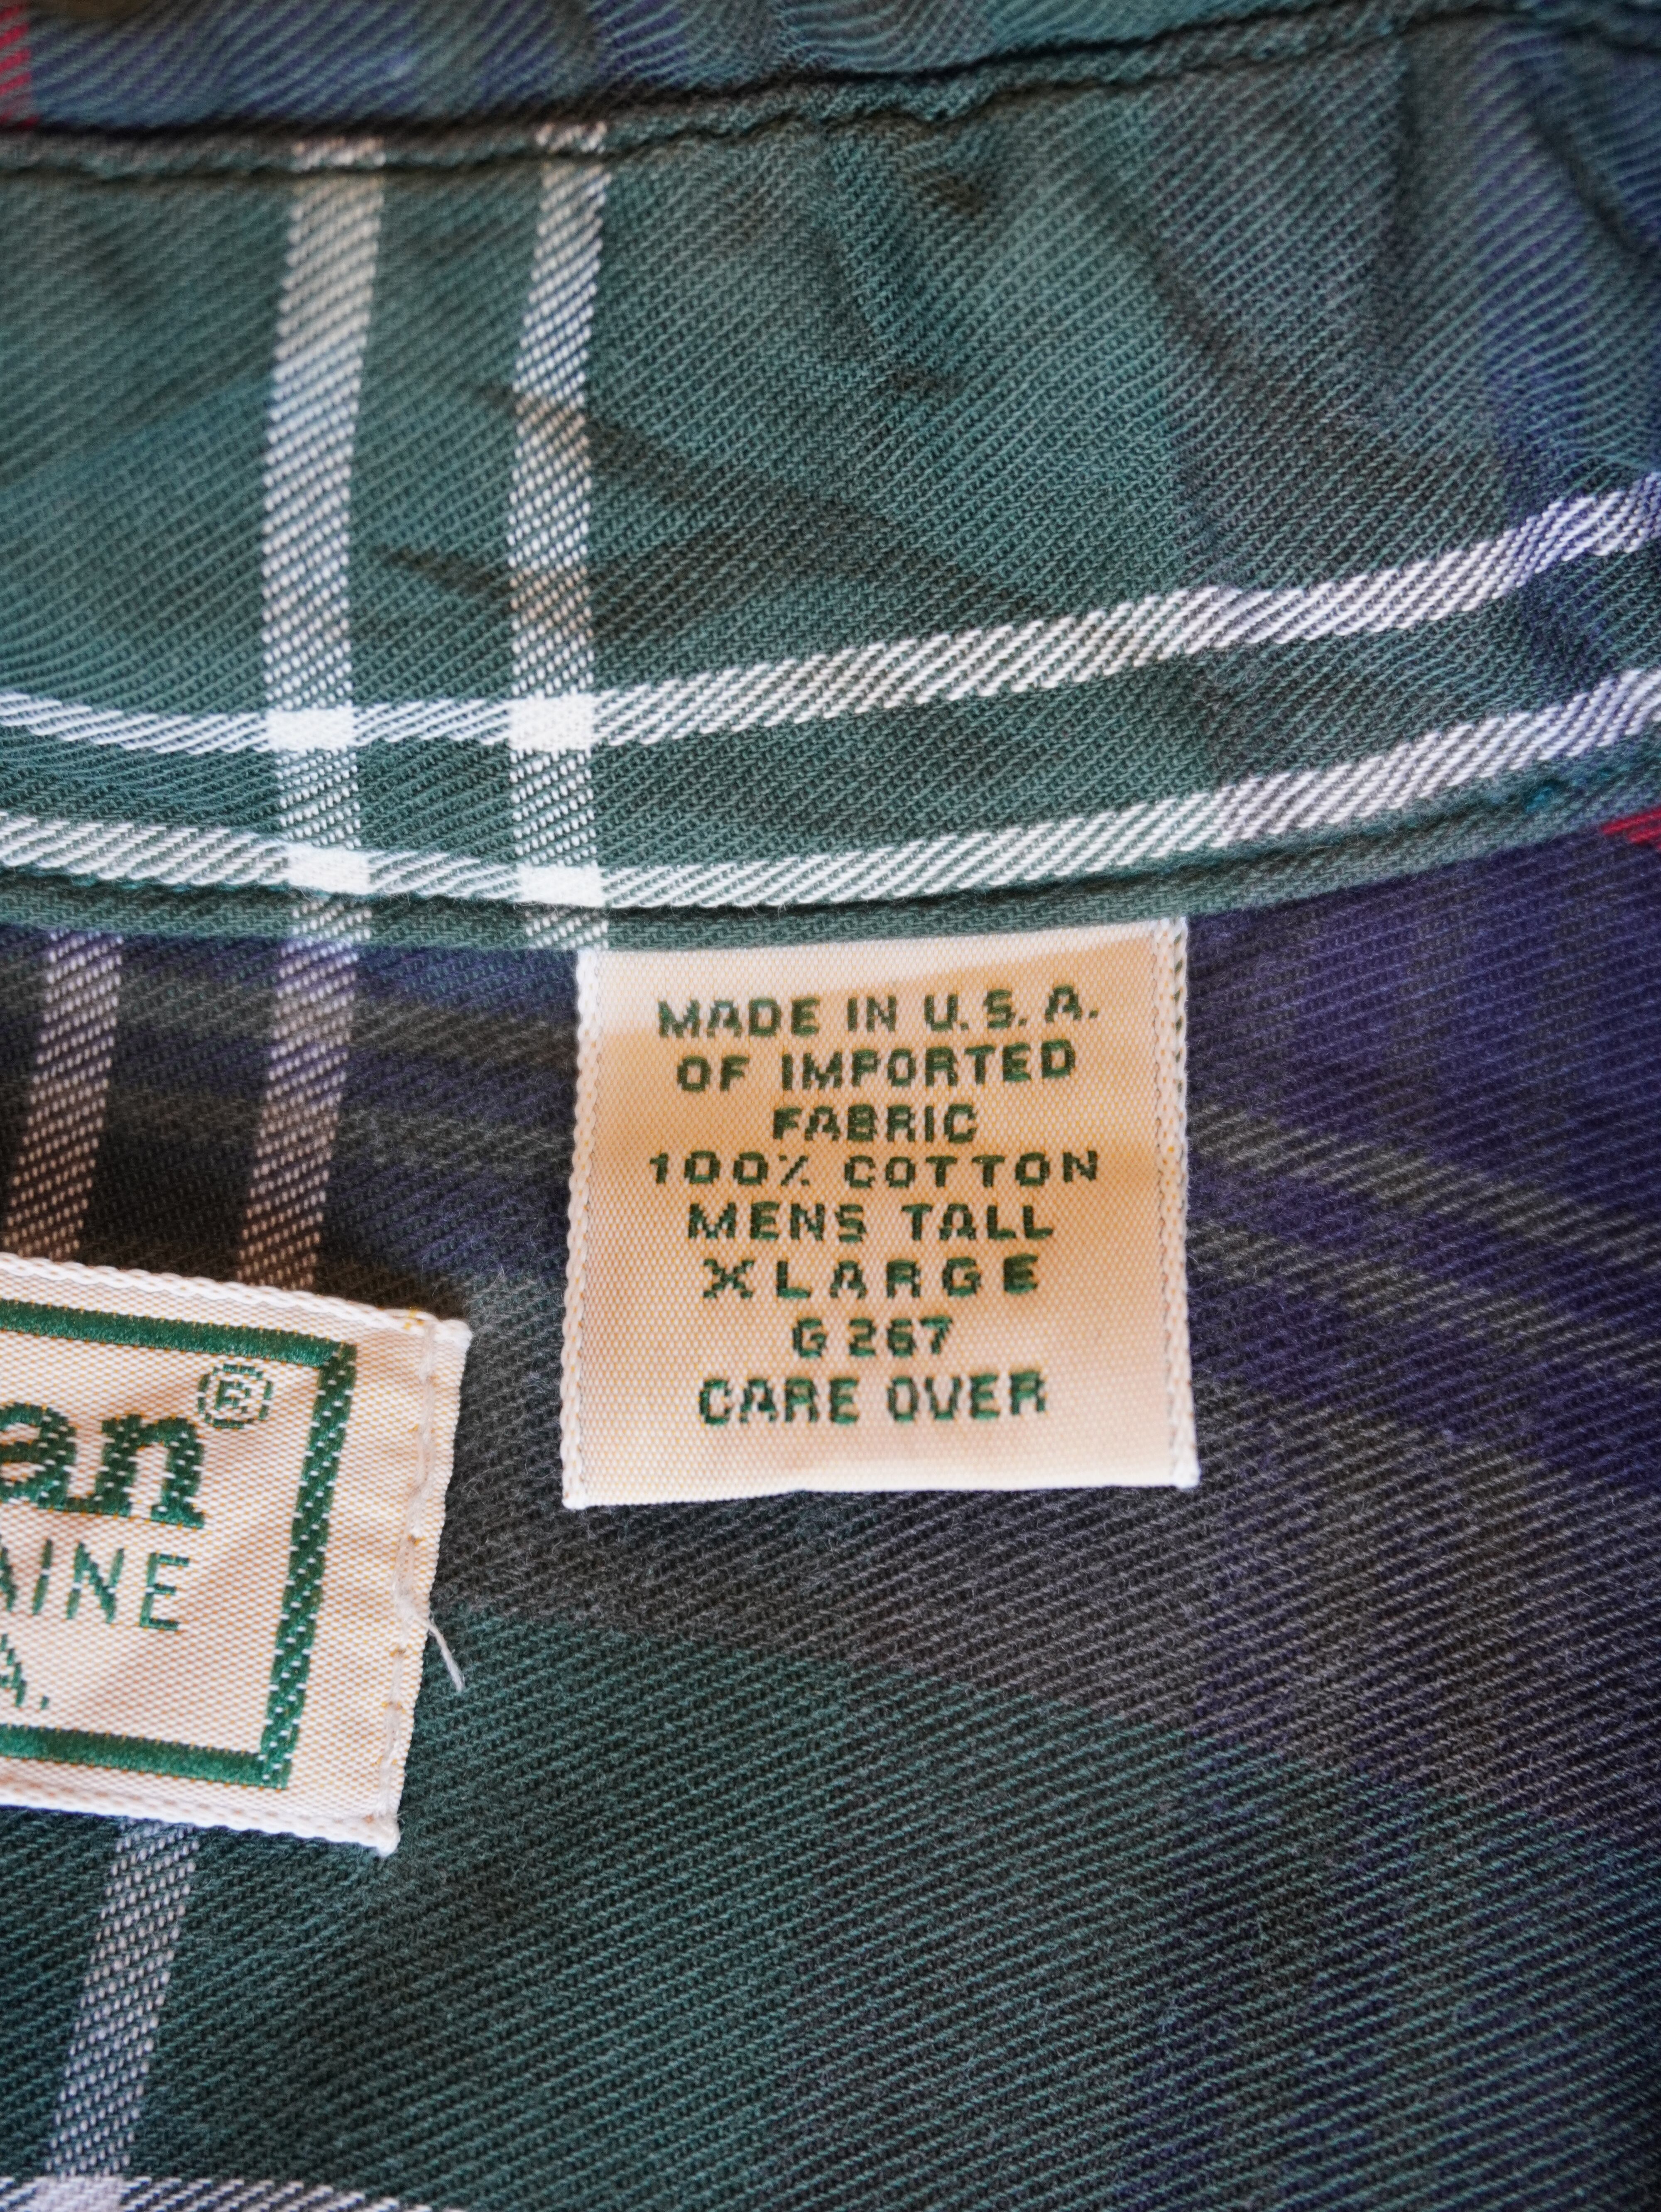 MADE IN U.S.A.
OF IMPORTED
FABRIC
100% COTTON
MENS TALL
XLARGE
G 267
CARE OVER
an®
AINE
A.